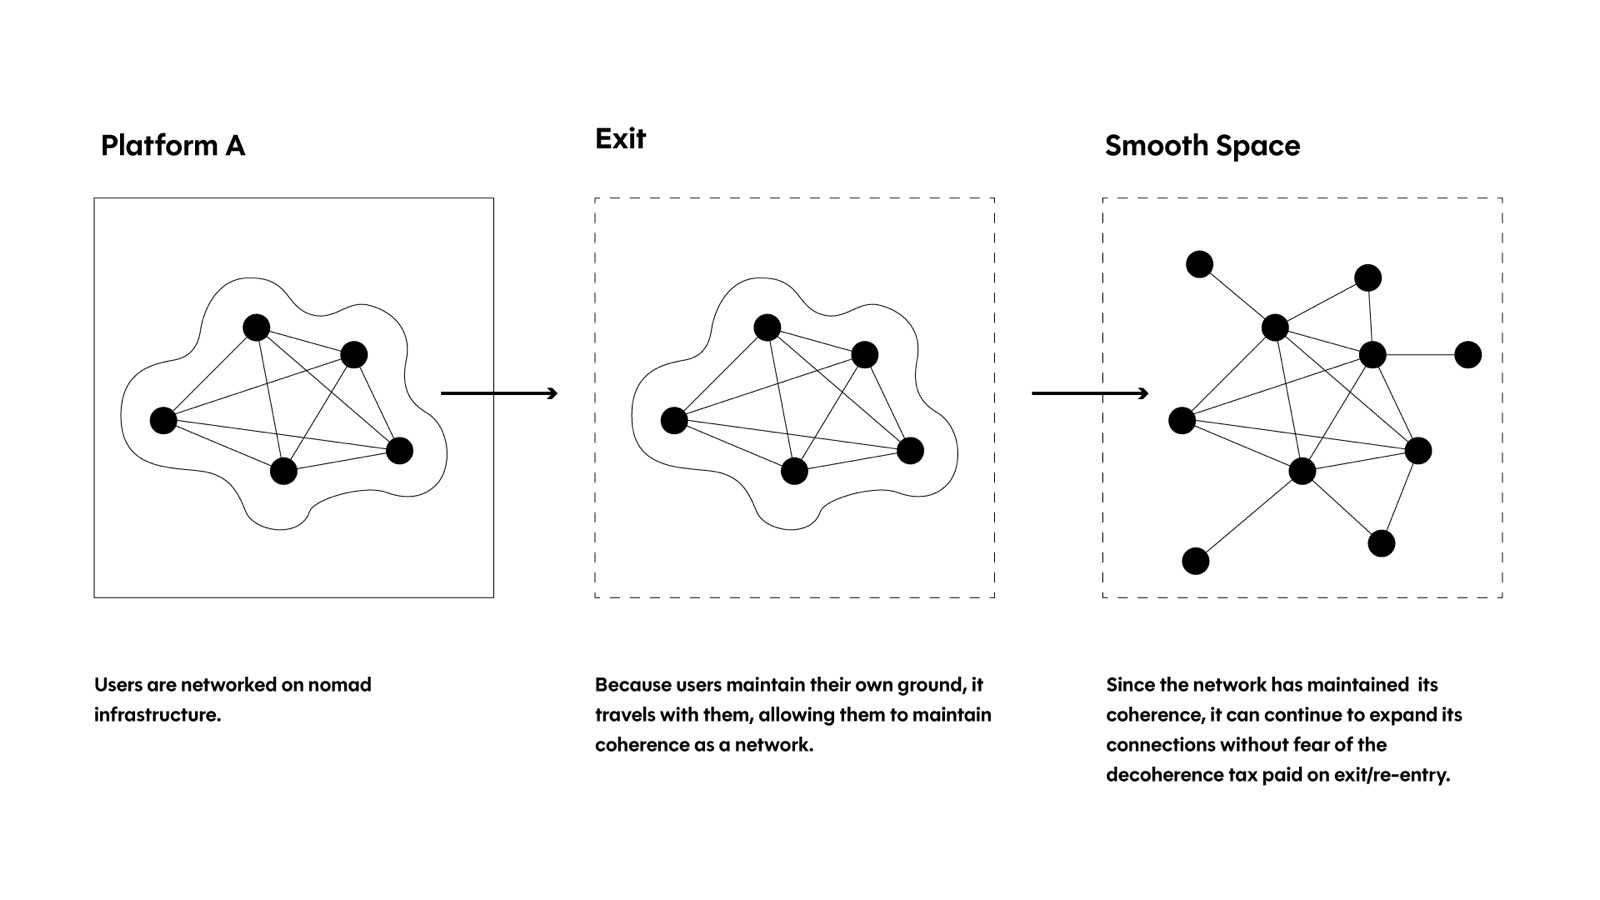 Platform A
Users are networked on nomad
infrastructure.
Exit
Because users maintain their own ground, it
travels with them, allowing them to maintain
coherence as a network.
Smooth Space
Since the network has maintained  its
coherence, it can continue to expand its
connections without fear of the
decoherence tax paid on exit/re-entry.